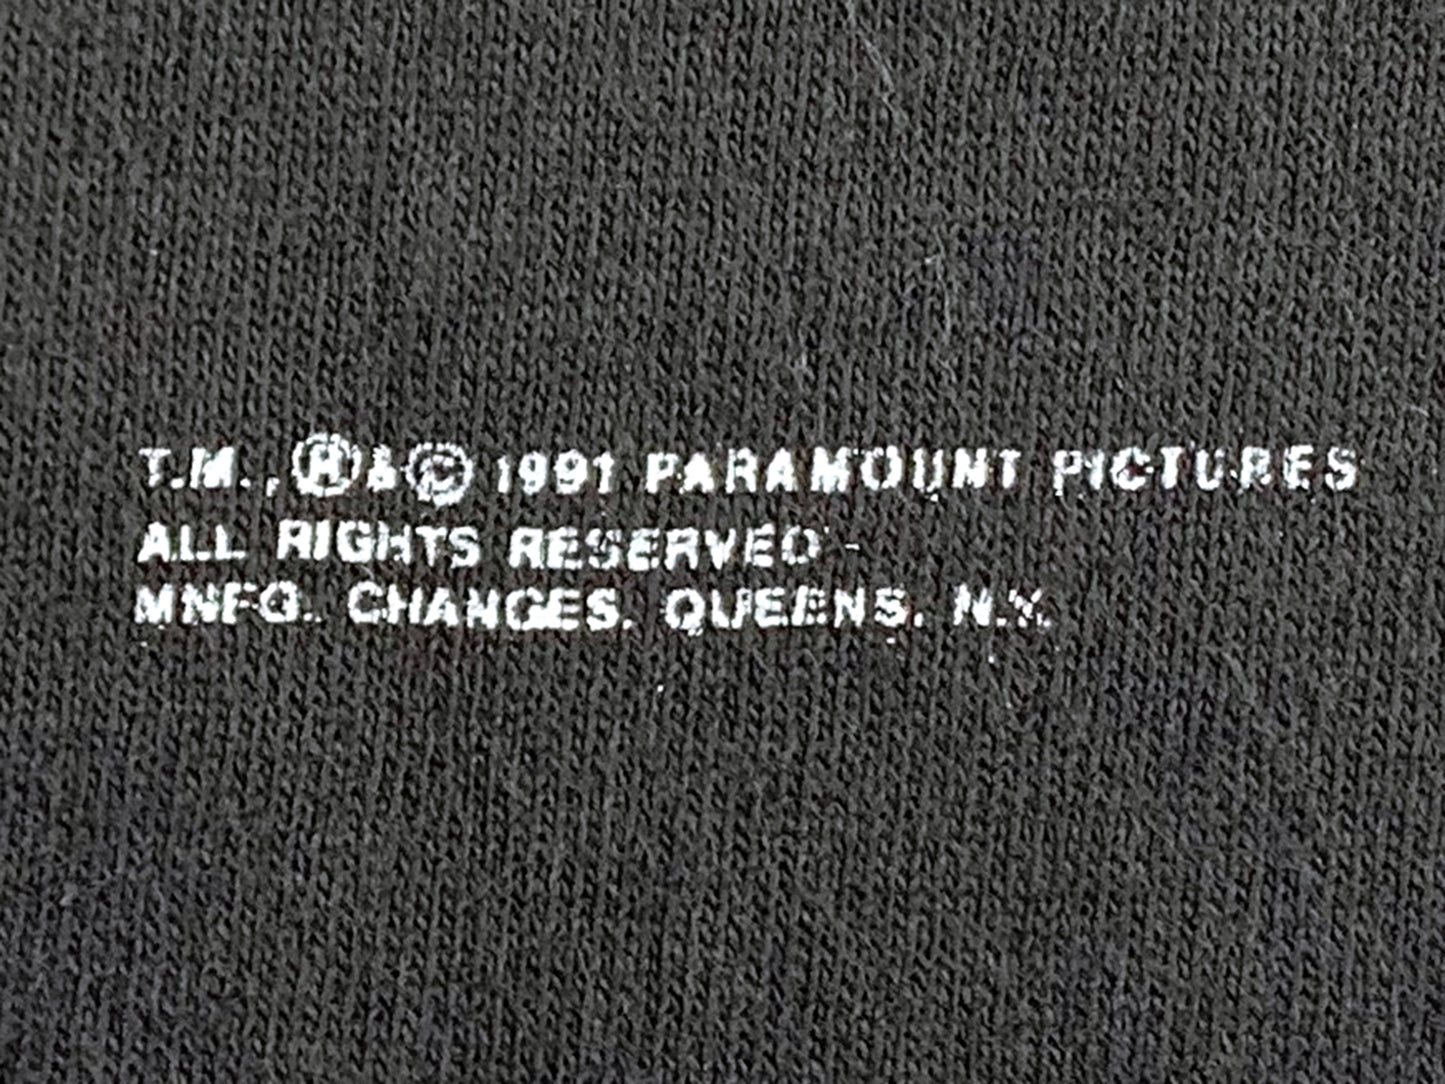 T.M., ® & © 1991 PARAMOUNT PICTURES
ALL RIGHTS RESERVED -
MNFG. CHANGES. QUEENS. N.Y.